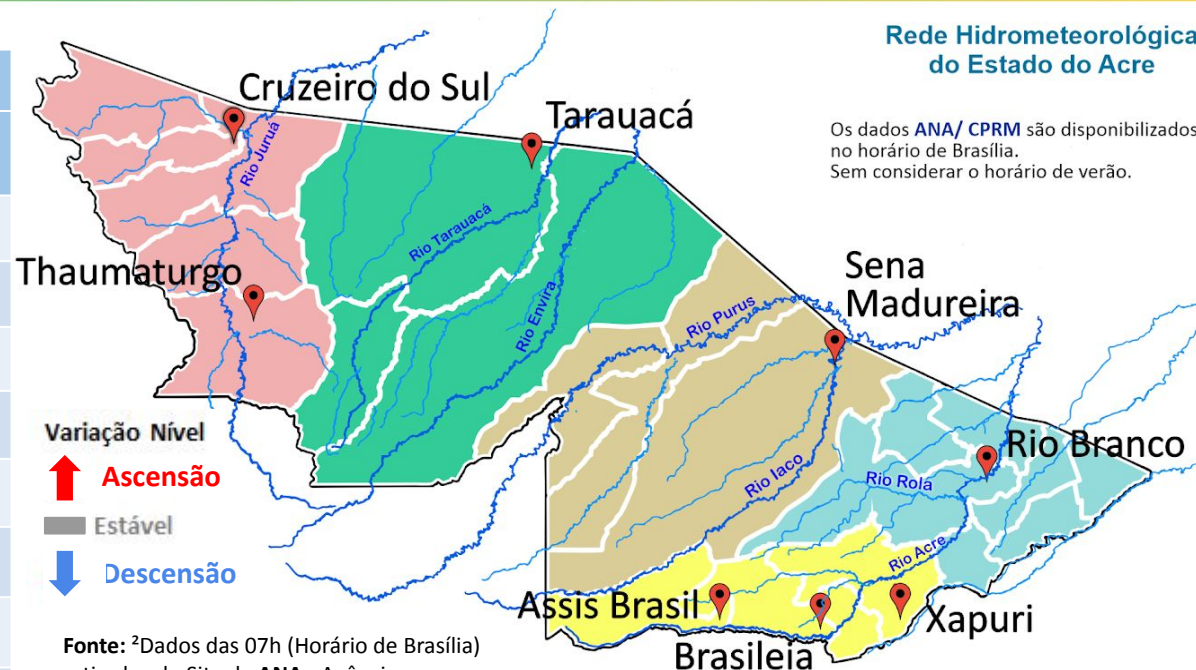 Rede Hidrometeorológica
do Estado do Acre
Os dados ANA/ CPRM são disponibilizados
no horário de Brasília.
Sem considerar o horário de verão.
Cruzeiro do Sul
Tarauacá
Rio Juruá
Rio Tarauacá
Thaumaturgo
Rio Envira
Sena
Madureira
Rio Purus
Variação Nível
Ascensão
Estável
Descensão
Rio Branco
Rio Iaco
Rio Rola
Rio Acre
Assis Brasil
Xapuri
Brasileia
Fonte: ²Dados das 07h (Horário de Brasília)